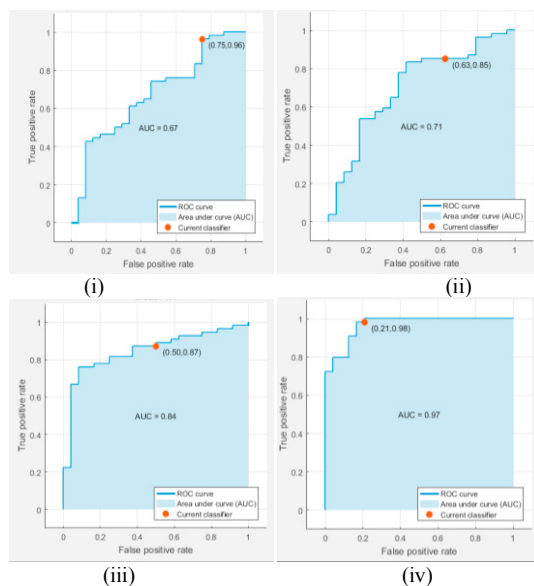 1
0.8
0.6
0.4
0.2
0
True positive rate
(0.75,0.96)
AUC = 0.67
ROC curve
Area under curve (AUC)
Current classifier
0 0.2 0.4 0.6 0.8 1
False positive rate
(i)
1
0.8
0.6
0.4
0.2
0
True positive rate
(0.63,0.85)
AUC = 0.71
ROC curve
Area under curve (AUC)
Current classifier
0 0.2 0.4 0.6 0.8 1
False positive rate
(ii)
1
0.8
0.6
0.4
0.2
0
True positive rate
(0.50,0.87)
AUC = 0.84
ROC curve
Area under curve (AUC)
Current classifier
0 0.2 0.4 0.6 0.8 1
False positive rate
(iii)
1
0.8
0.6
0.4
0.2
0
True positive rate
(0.21,0.98)
AUC = 0.97
ROC curve
Area under curve (AUC)
Current classifier
0 0.2 0.4 0.6 0.8 1
False positive rate
(iv)